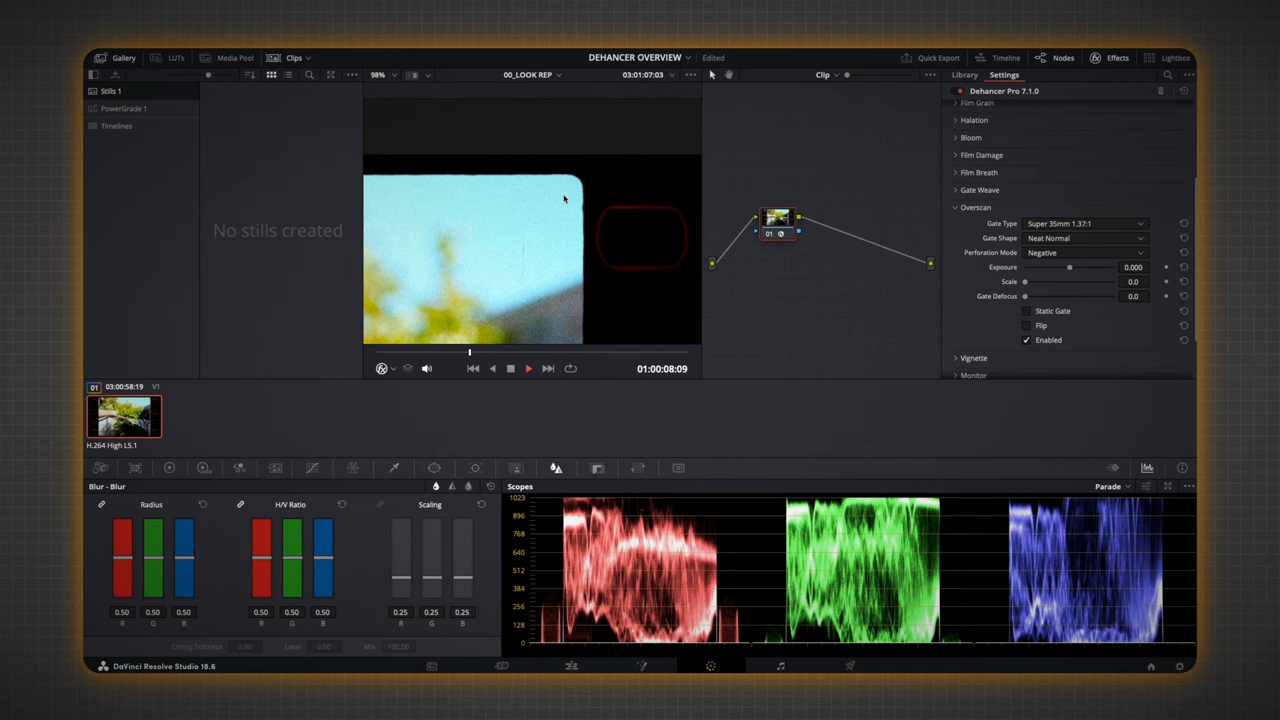 Gallery LUTs Media Pool Clips DEHANCER OVERVIEW Edited Quick Export Timeline Nodes Effects Lightbox
98% 00_LOOK REP 03:01:07:03 Clip Library Settings
Stills 1
PowerGrade 1
Timelines
No stills created
Dehancer Pro 7.1.0
Film Grain
Halation
Bloom
Film Damage
Film Breath
Gate Weave
Overscan
Gate Type Super 35mm 1.37:1
Gate Shape Neat Normal
Perforation Mode Negative
Exposure 0.000
Scale 0.0
Gate Defocus 0.0
Static Gate
Flip
Enabled
Vignette
Monitor
01
01:00:08:09
01 03:00:58:19 V1
H.264 High L5.1
Blur - Blur
Radius H/V Ratio Scaling
0.50 0.50 0.50 0.50 0.50 0.50 0.25 0.25 0.25
R G B R G B R G B
Coring Softness 0.00 Level 0.00 Mix 100.00
Scopes Parade
1023
896
768
640
512
384
256
128
0
DaVinci Resolve Studio 18.6